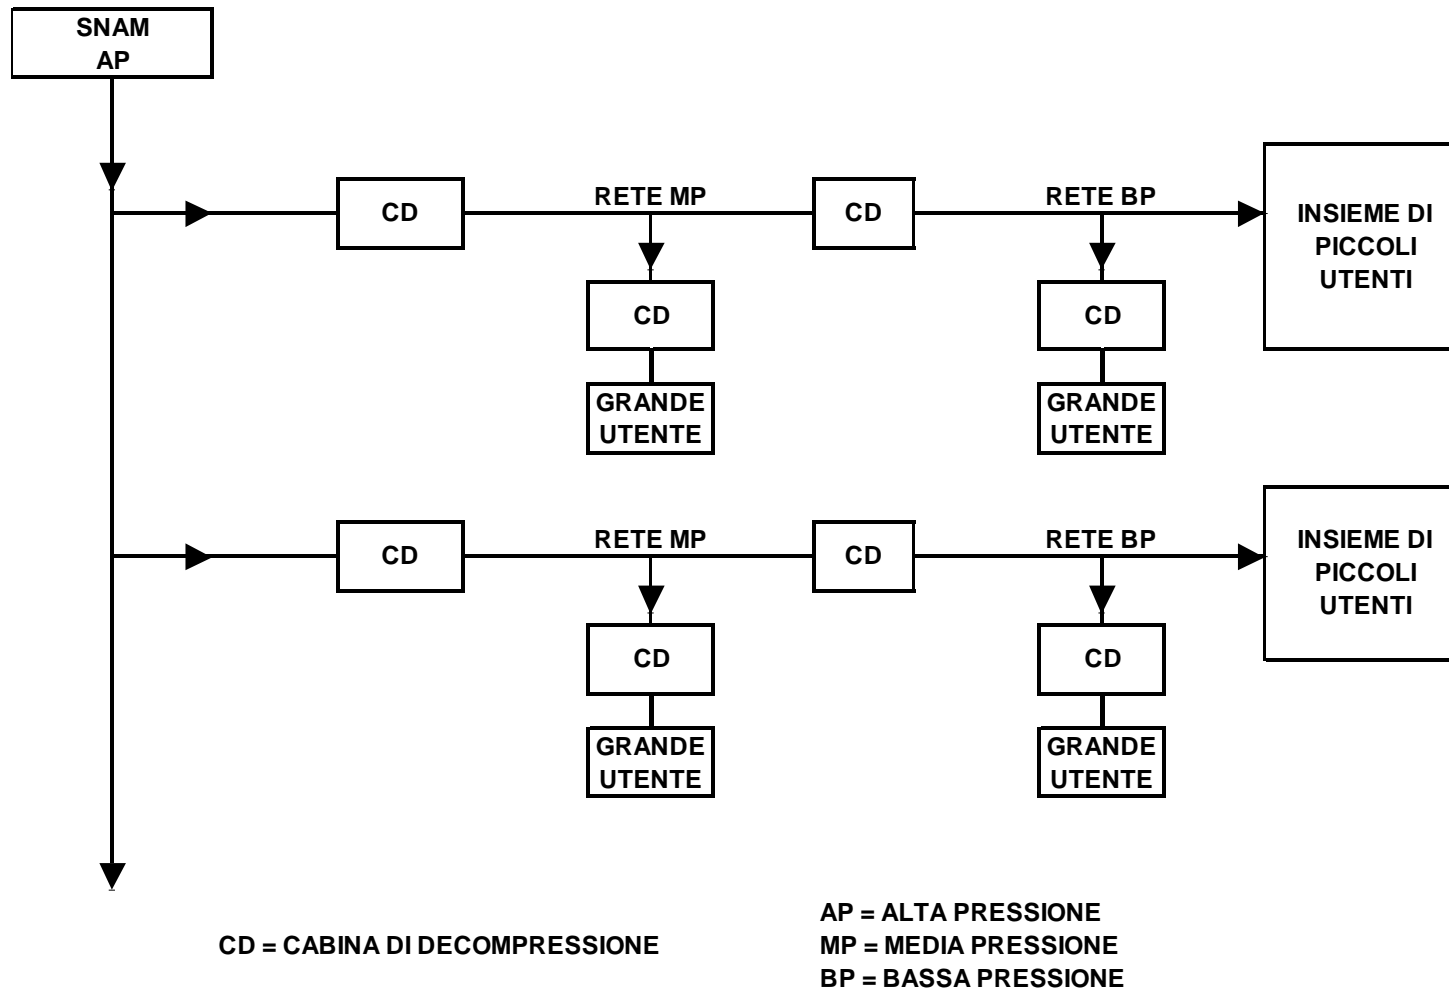 SNAM
AP
CD
RETE MP
CD
RETE BP
INSIEME DI
PICCOLI
UTENTI
CD
CD
GRANDE
UTENTE
GRANDE
UTENTE
CD
RETE MP
CD
RETE BP
INSIEME DI
PICCOLI
UTENTI
CD
CD
GRANDE
UTENTE
GRANDE
UTENTE
CD = CABINA DI DECOMPRESSIONE
AP = ALTA PRESSIONE
MP = MEDIA PRESSIONE
BP = BASSA PRESSIONE